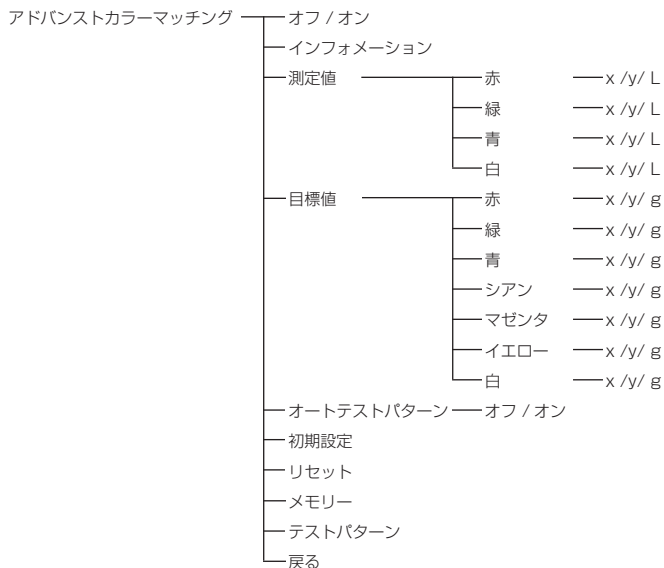 アドバンストカラーマッチング オフ / オン
インフォメーション
測定値 赤 x /y/ L
緑 x /y/ L
青 x /y/ L
白 x /y/ L
目標値 赤 x /y/ g
緑 x /y/ g
青 x /y/ g
シアン x /y/ g
マゼンタ x /y/ g
イエロー x /y/ g
白 x /y/ g
オートテストパターン オフ / オン
初期設定
リセット
メモリー
テストパターン
戻る